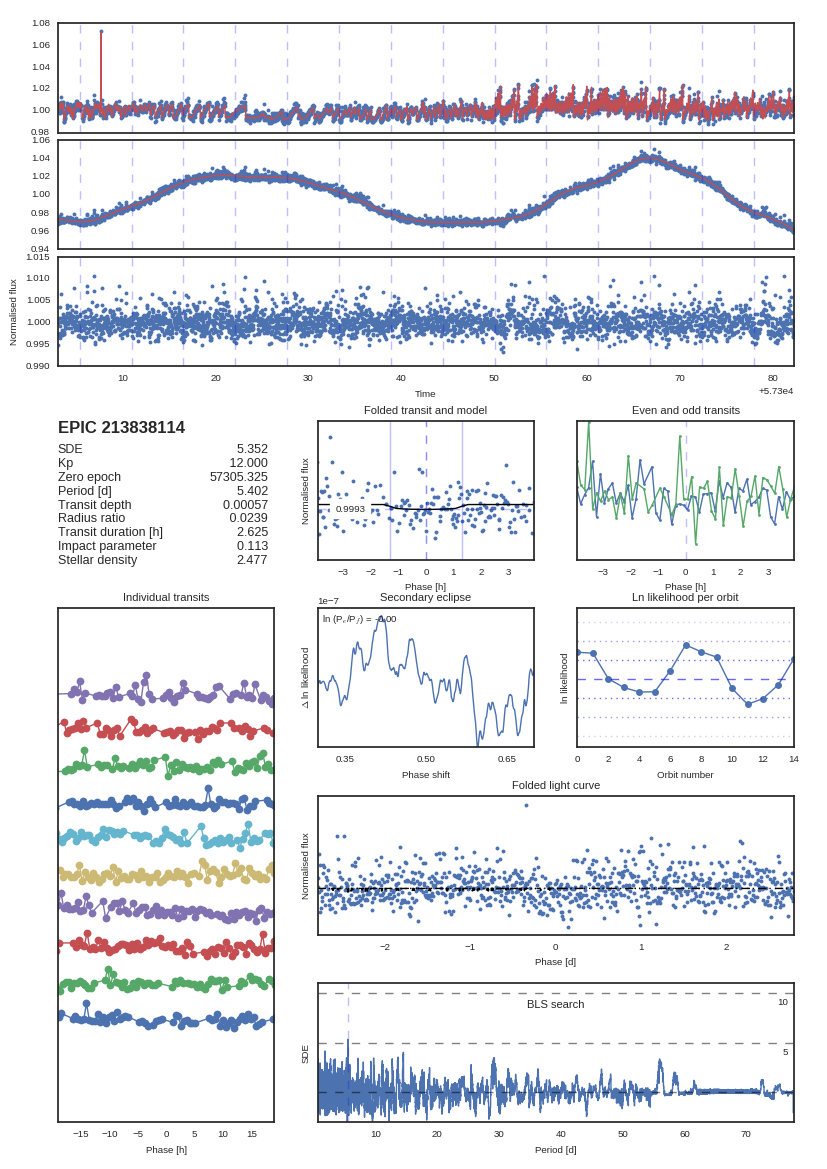 1.08
1.06
1.04
1.02
1.00
0.98
1.06
1.04
1.02
1.00
0.98
0.96
0.94
1.015
1.010
1.005
1.000
0.995
0.990
Normalised flux
10 20 30 40 50 60 70 80
Time
+5.73e4
EPIC 213838114
SDE 5.352
Kp 12.000
Zero epoch 57305.325
Period [d] 5.402
Transit depth 0.00057
Radius ratio 0.0239
Transit duration [h] 2.625
Impact parameter 0.113
Stellar density 2.477
Folded transit and model
Normalised flux
0.9993
−3 −2 −1 0 1 2 3
Phase [h]
Even and odd transits
−3 −2 −1 0 1 2 3
Phase [h]
Individual transits
−15 −10 −5 0 5 10 15
Phase [h]
Secondary eclipse
1e−7
ln (Pₑ/P𝑓) = -0.00
Δ ln likelihood
0.35 0.50 0.65
Phase shift
Ln likelihood per orbit
ln likelihood
0 2 4 6 8 10 12 14
Orbit number
Folded light curve
Normalised flux
−2 −1 0 1 2
Phase [d]
BLS search
10
5
SDE
10 20 30 40 50 60 70
Period [d]